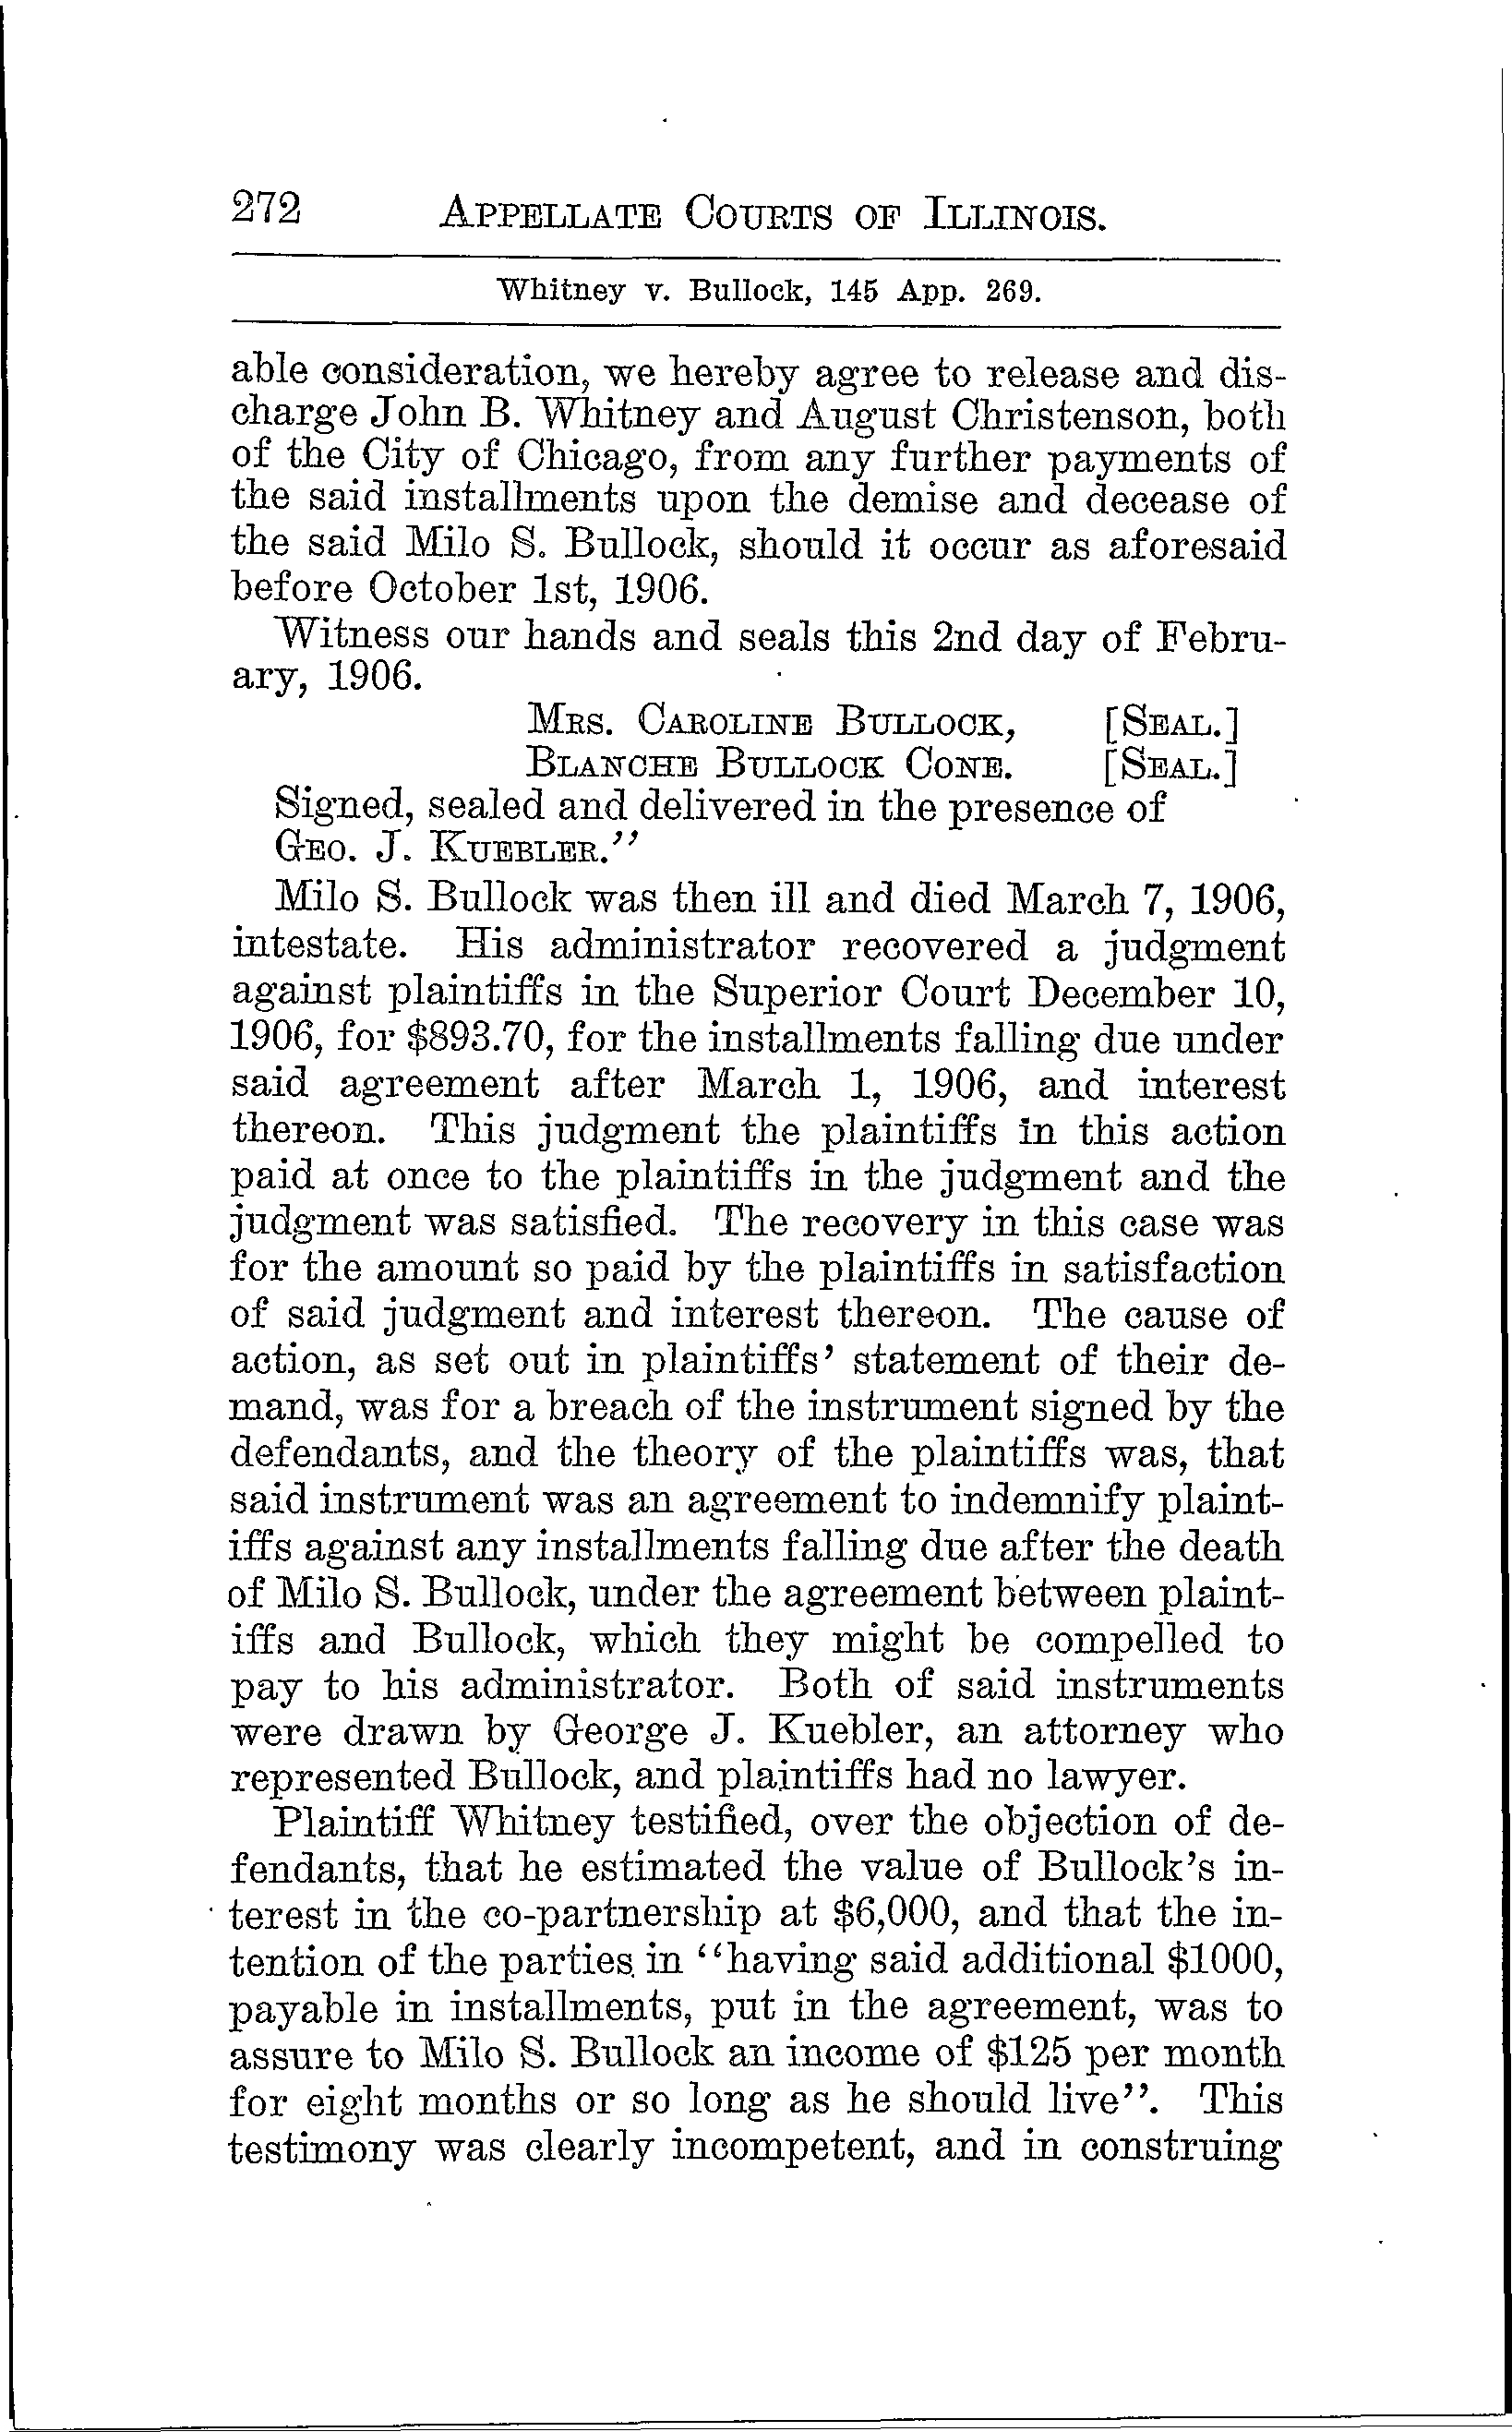 272 APPELLATE COURTS OF ILLINOIS.
Whitney v. Bullock, 145 App. 269.
able consideration, we hereby agree to release and dis-
charge John B. Whitney and August Christenson, both
of the City of Chicago, from any further payments of
the said installments upon the demise and decease of
the said Milo S. Bullock, should it occur as aforesaid
before October 1st, 1906.
Witness our hands and seals this 2nd day of Febru-
ary, 1906.
MRS. CAROLINE BULLOCK, [SEAL.]
BLANCHE BULLOCK CONE. [SEAL.]
Signed, sealed and delivered in the presence of
GEO. J. KUEBLER.''
Milo S. Bullock was then ill and died March 7, 1906,
intestate. His administrator recovered a judgment
against plaintiffs in the Superior Court December 10,
1906, for $893.70, for the installments falling due under
said agreement after March 1, 1906, and interest
thereon. This judgment the plaintiffs in this action
paid at once to the plaintiffs in the judgment and the
judgment was satisfied. The recovery in this case was
for the amount so paid by the plaintiffs in satisfaction
of said judgment and interest thereon. The cause of
action, as set out in plaintiffs' statement of their de-
mand, was for a breach of the instrument signed by the
defendants, and the theory of the plaintiffs was, that
said instrument was an agreement to indemnify plaint-
iffs against any installments falling due after the death
of Milo S. Bullock, under the agreement between plaint-
iffs and Bullock, which they might be compelled to
pay to his administrator. Both of said instruments
were drawn by George J. Kuebler, an attorney who
represented Bullock, and plaintiffs had no lawyer.
Plaintiff Whitney testified, over the objection of de-
fendants, that he estimated the value of Bullock's in-
terest in the co-partnership at $6,000, and that the in-
tention of the parties in ''having said additional $1000,
payable in installments, put in the agreement, was to
assure to Milo S. Bullock an income of $125 per month
for eight months or so long as he should live''. This
testimony was clearly incompetent, and in construing